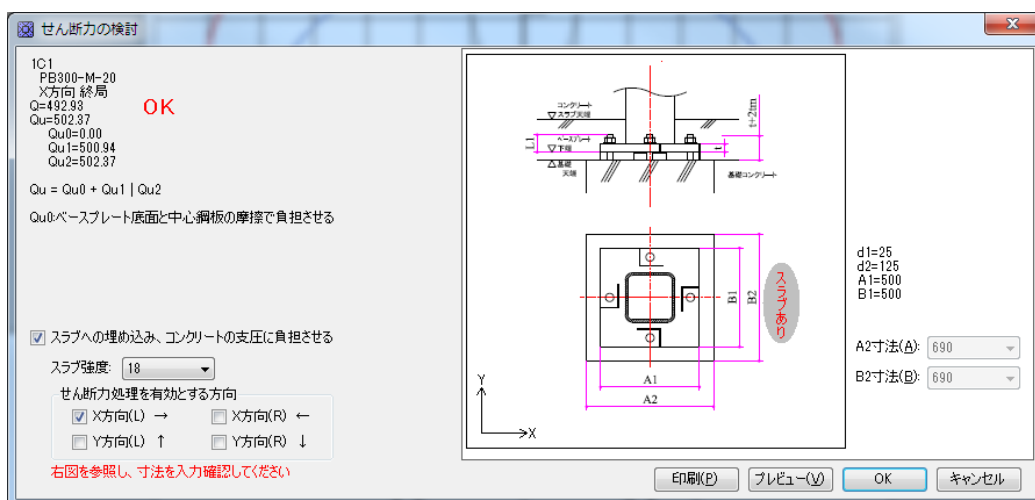 せん断力の検討
1C1
PB300-M-20
X方向 終局
Q=492.93
OK
Qu=502.37
Qu0=0.00
Qu1=500.94
Qu2=502.37
Qu = Qu0 + Qu1 | Qu2
Qu0:ベースプレート底面と中心鋼板の摩擦で負担させる
スラブへの埋め込み、コンクリートの支圧に負担させる
スラブ強度: 18
せん断力処理を有効とする方向
X方向(L) →
X方向(R) ←
Y方向(L) ↑
Y方向(R) ↓
右図を参照し、寸法を入力確認してください
コンクリート
▽スラブ天端
ベースプレート
▽下端
△基礎
天端
基礎コンクリート
L1
t
t+2tm
スラブあり
B1
B2
A1
A2
Y
X
d1=25
d2=125
A1=500
B1=500
A2寸法(A): 690
B2寸法(B): 690
印刷(P)
プレビュー(V)
OK
キャンセル